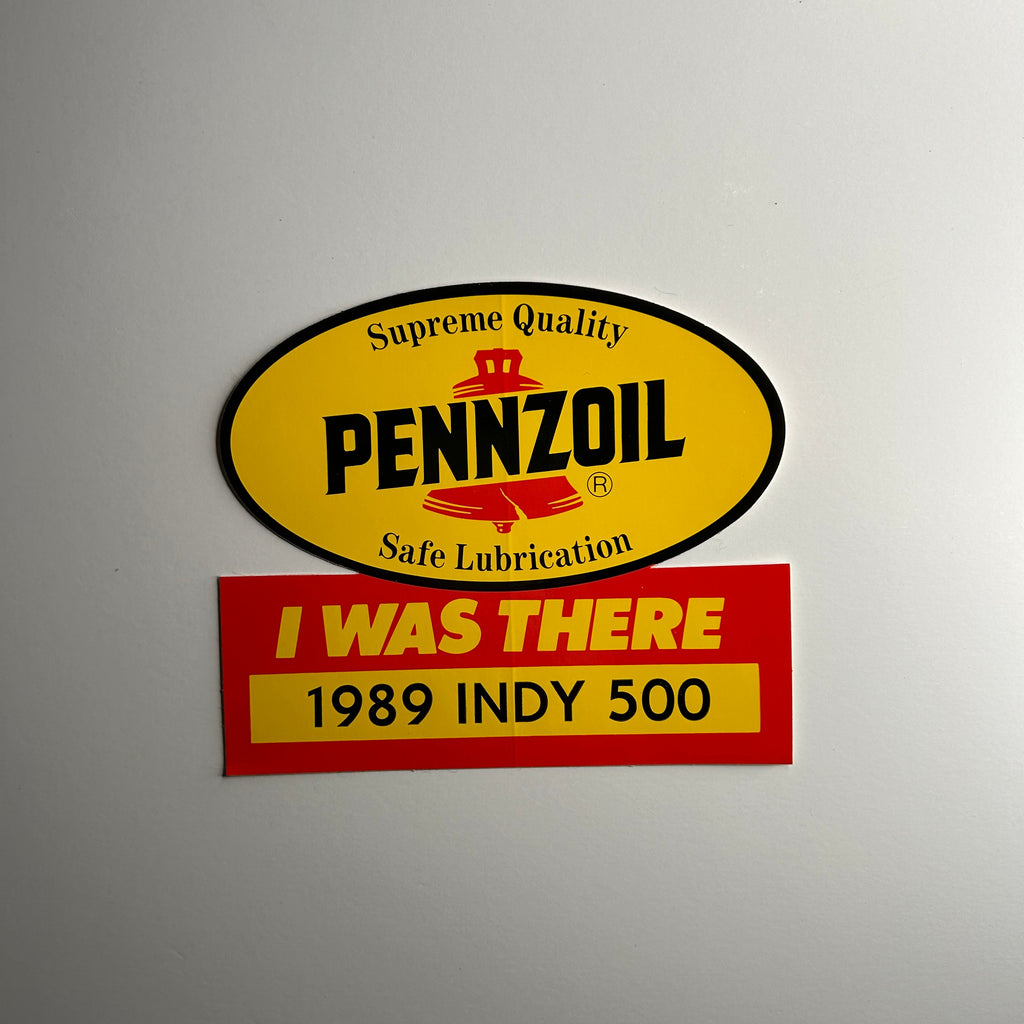 Supreme Quality
PENNZOIL
®
Safe Lubrication
I WAS THERE
1989 INDY 500